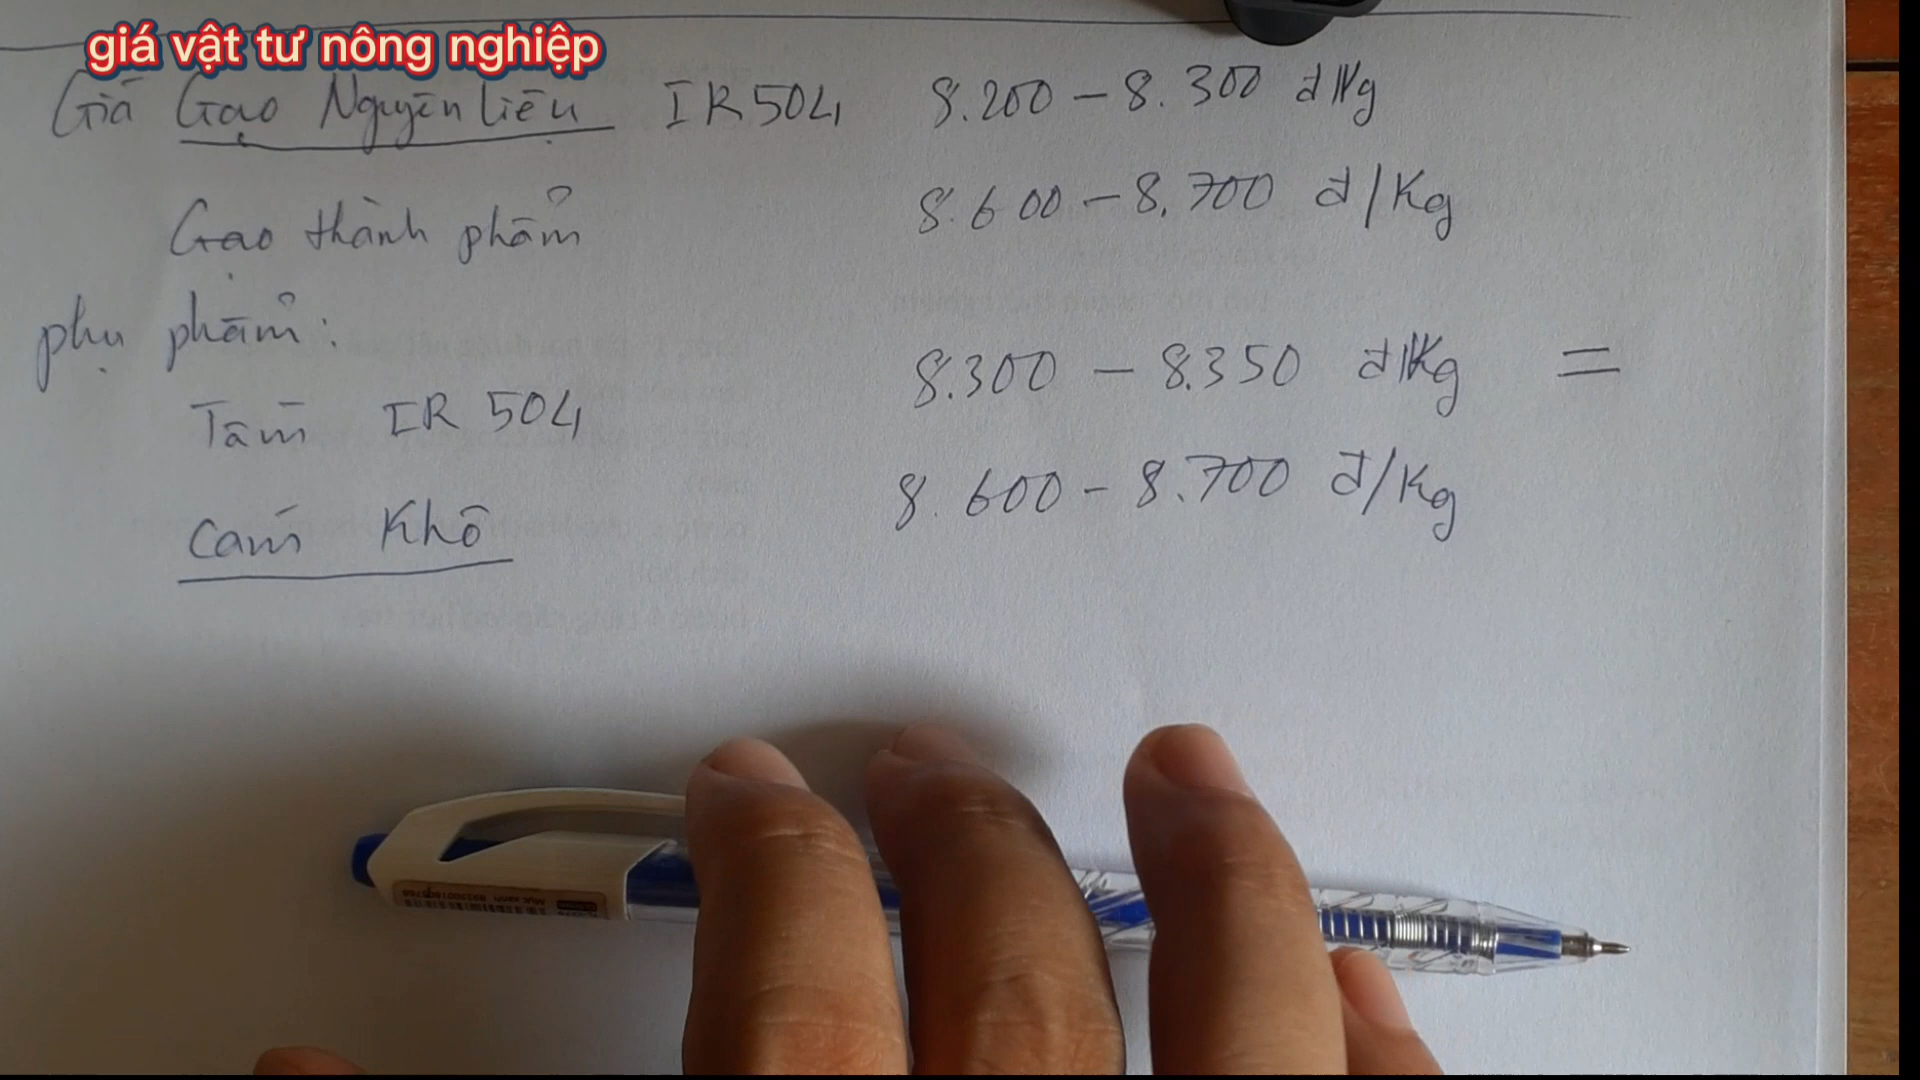 giá vật tư nông nghiệp
Giá Gạo Nguyên liệu IR 504 8.200 - 8.300 đ/Kg
Gạo thành phẩm 8.600 - 8.700 đ/Kg
phụ phẩm:
Tấm IR 504 8.300 - 8.350 đ/Kg =
Cám Khô 8.600 - 8.700 đ/Kg